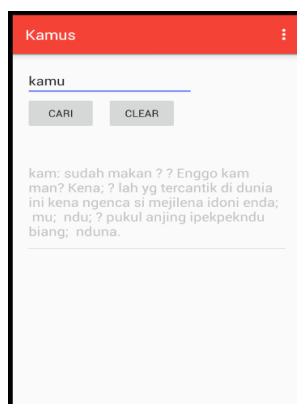 Kamus
kamu
CARI CLEAR
kam: sudah makan ? ? Enggo kam
man? Kena; ? lah yg tercantik di dunia
ini kena ngenca si mejilena idoni enda;
mu; ndu; ? pukul anjing ipekpekndu
biang; nduna.